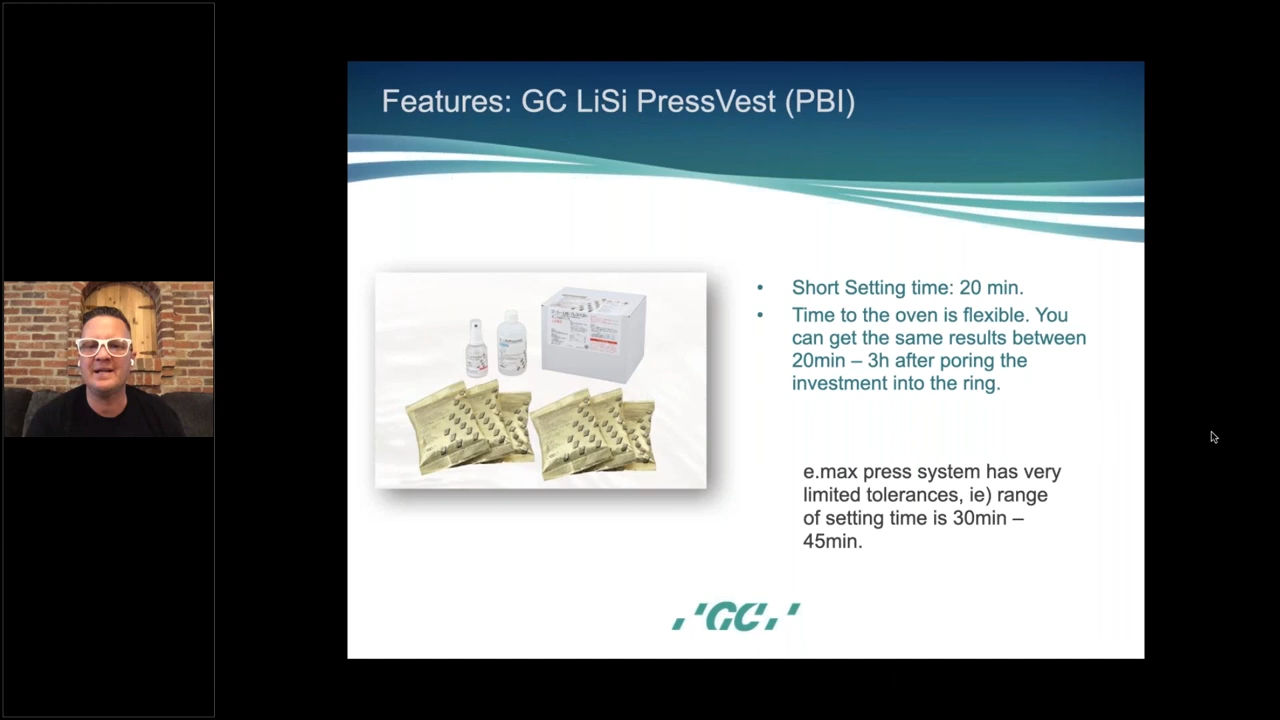 Features: GC LiSi PressVest (PBI)
• Short Setting time: 20 min.
• Time to the oven is flexible. You
can get the same results between
20min – 3h after poring the
investment into the ring.
e.max press system has very
limited tolerances, ie) range
of setting time is 30min –
45min.
GC